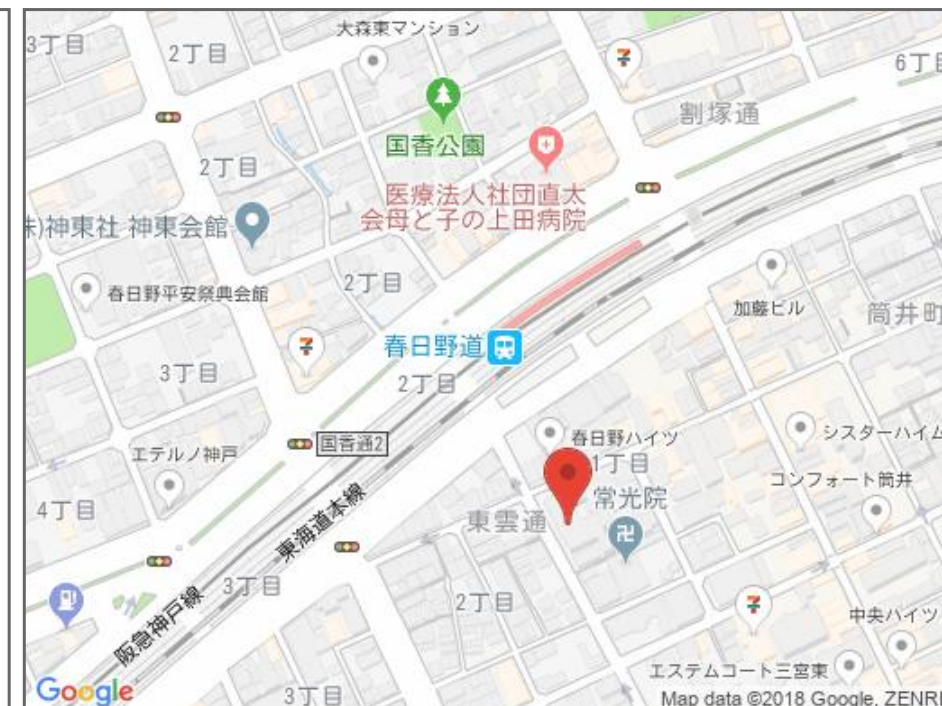 大森東マンション
3丁目
2丁目
6丁目
割塚通
国香公園
2丁目
医療法人社団直太
会母と子の上田病院
神東社 神東会館
加藤ビル
筒井町
春日野平安祭典会館
2丁目
春日野道
3丁目
2丁目
シスターハイム
国香通2
春日野ハイツ
エテルノ神戸
1丁目
コンフォート筒井
4丁目
常光院
東海道本線
東雲通
3丁目
2丁目
中央ハイツ
阪急神戸線
エステムコート三宮東
3丁目
Google
Map data ©2018 Google, ZENRI